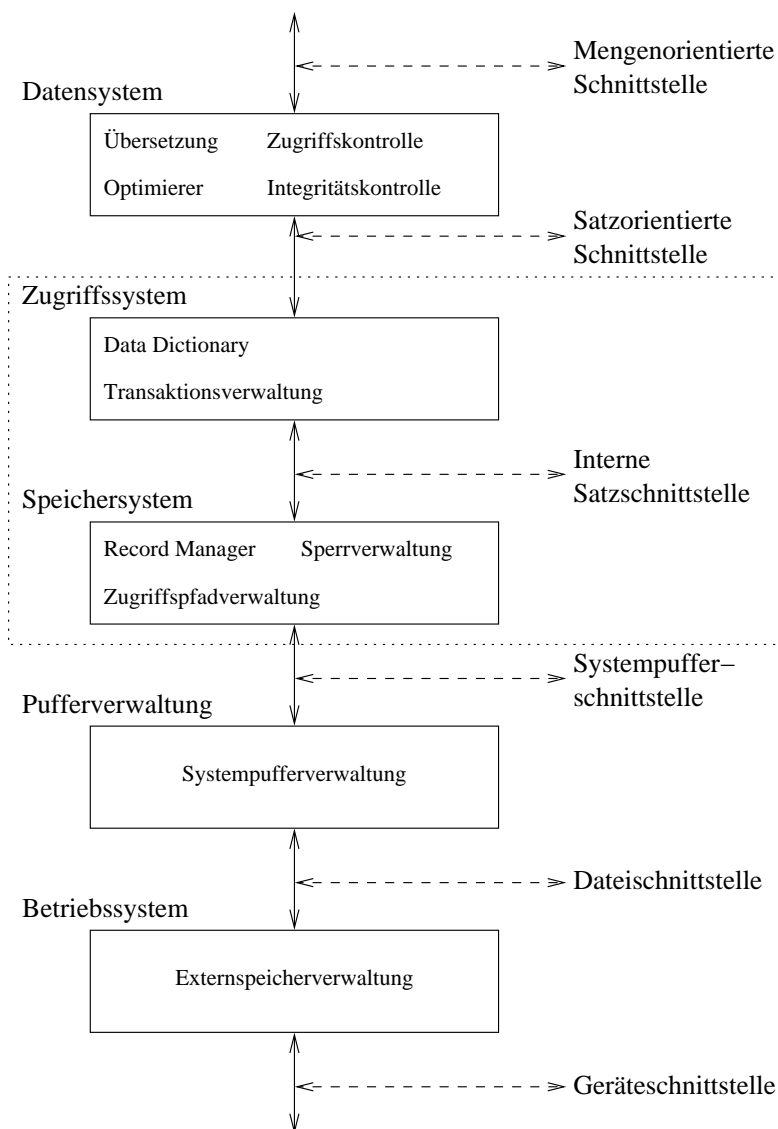 Mengenorientierte
Schnittstelle
Datensystem
Übersetzung Zugriffskontrolle
Optimierer Integritätskontrolle
Satzorientierte
Schnittstelle
Zugriffssystem
Data Dictionary
Transaktionsverwaltung
Interne
Satzschnittstelle
Speichersystem
Record Manager Sperrverwaltung
Zugriffspfadverwaltung
Systempuffer–
schnittstelle
Pufferverwaltung
Systempufferverwaltung
Dateischnittstelle
Betriebssystem
Externspeicherverwaltung
Geräteschnittstelle